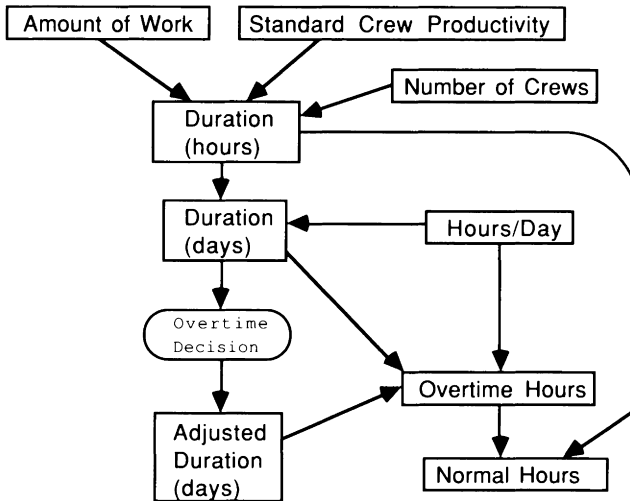 Amount of Work
Standard Crew Productivity
Number of Crews
Duration
(hours)
Duration
(days)
Hours/Day
Overtime
Decision
Overtime Hours
Adjusted
Duration
(days)
Normal Hours